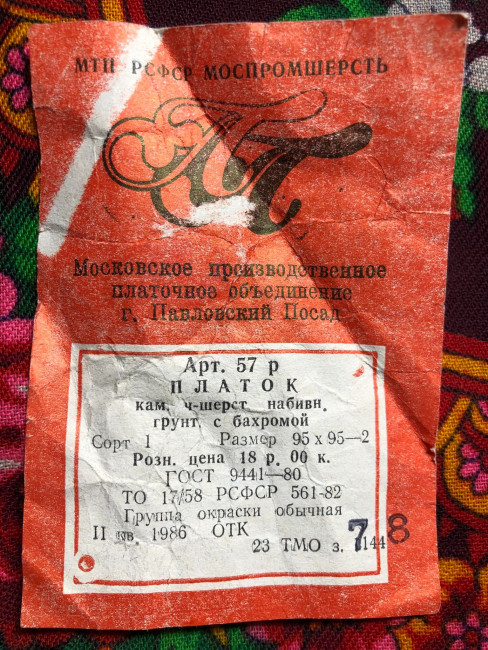 МТП РСФСР МОСПРОМШЕРСТЬ
Московское производственное
платочное объединение
г. Павловский Посад
Арт. 57 р
ПЛАТОК
кам. ч-шерст. набивн.
грунт, с бахромой
Сорт 1 Размер 95 х 95—2
Розн. цена 18 р. 00 к.
ГОСТ 9441—80
ТО 17/58 РСФСР 561-82
Группа окраски обычная
II кв. 1986 ОТК
23 ТМО з. 144
78